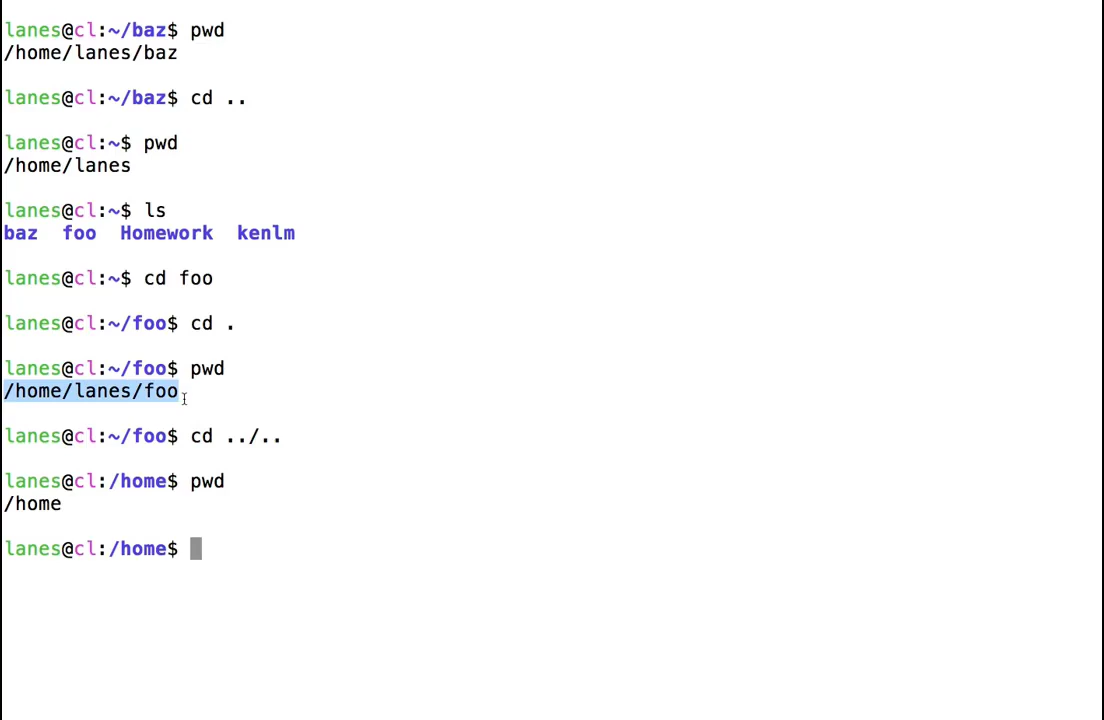 lanes@cl:~/baz$ pwd
/home/lanes/baz
lanes@cl:~/baz$ cd ..
lanes@cl:~$ pwd
/home/lanes
lanes@cl:~$ ls
baz  foo  Homework  kenlm
lanes@cl:~$ cd foo
lanes@cl:~/foo$ cd .
lanes@cl:~/foo$ pwd
/home/lanes/foo
lanes@cl:~/foo$ cd ../..
lanes@cl:/home$ pwd
/home
lanes@cl:/home$